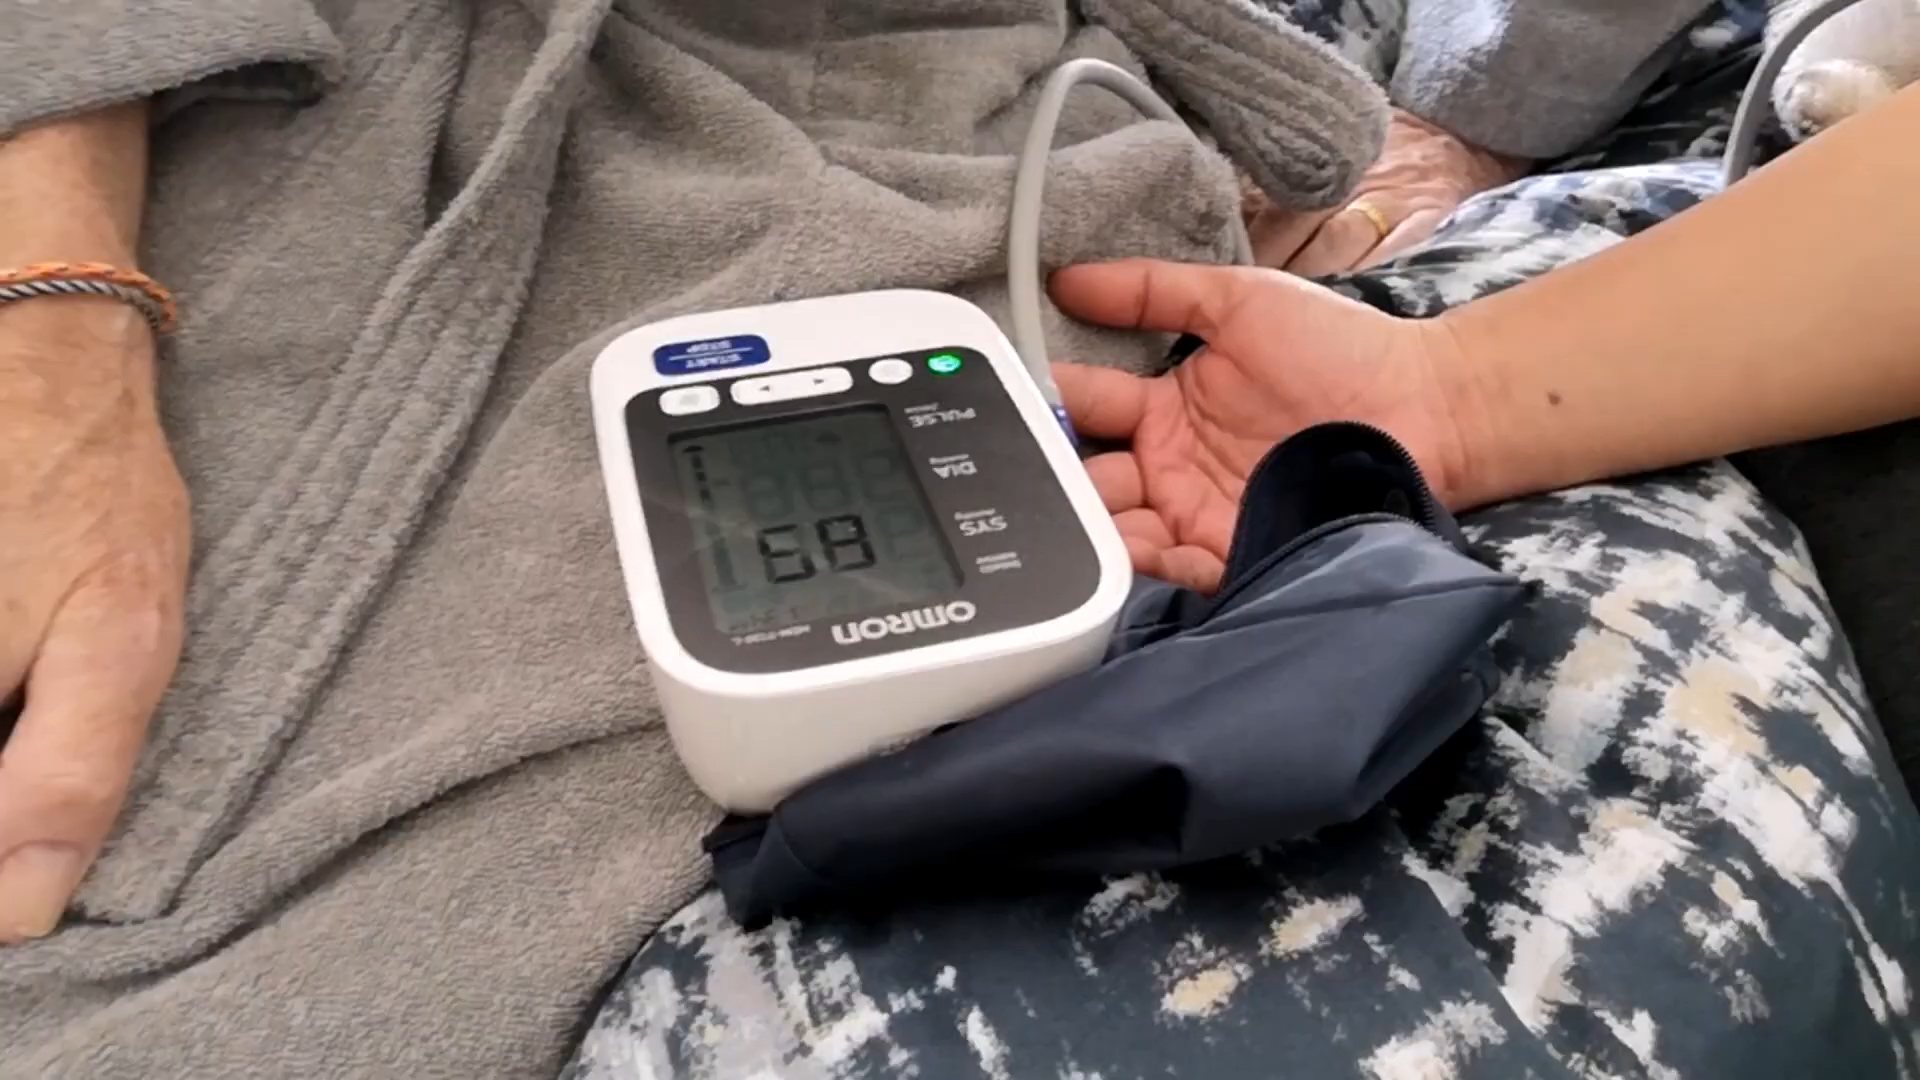 OMRON
SYS
mmHg
DIA
mmHg
PULSE
/min
89
START
STOP